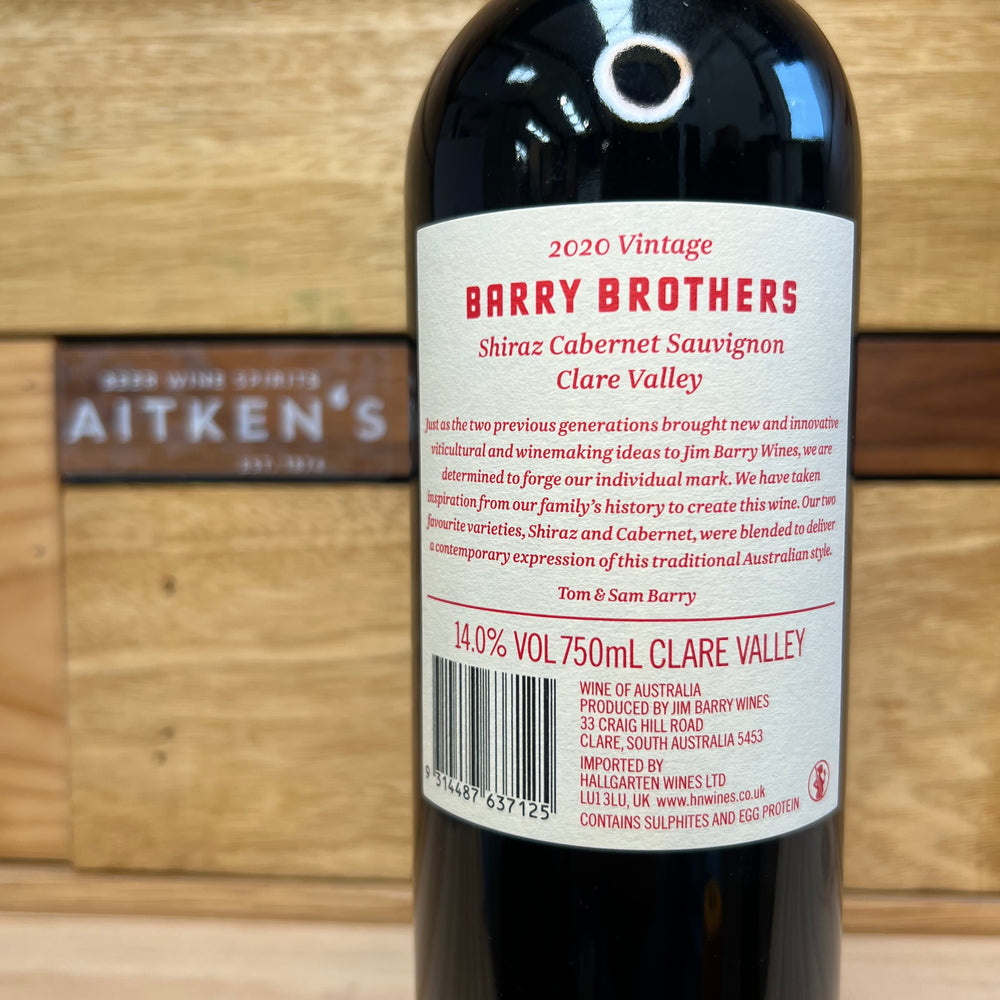 2020 Vintage
BARRY BROTHERS
Shiraz Cabernet Sauvignon
Clare Valley
Just as the two previous generations brought new and innovative
viticultural and winemaking ideas to Jim Barry Wines, we are
determined to forge our individual mark. We have taken
inspiration from our family's history to create this wine. Our two
favourite varieties, Shiraz and Cabernet, were blended to deliver
a contemporary expression of this traditional Australian style.
Tom & Sam Barry
14.0% VOL 750mL CLARE VALLEY
WINE OF AUSTRALIA
PRODUCED BY JIM BARRY WINES
33 CRAIG HILL ROAD
CLARE, SOUTH AUSTRALIA 5453
IMPORTED BY
HALLGARTEN WINES LTD
LU1 3LU, UK www.hnwines.co.uk
CONTAINS SULPHITES AND EGG PROTEIN
9 314487 637125
BEER WINE SPIRITS
AITKEN'S